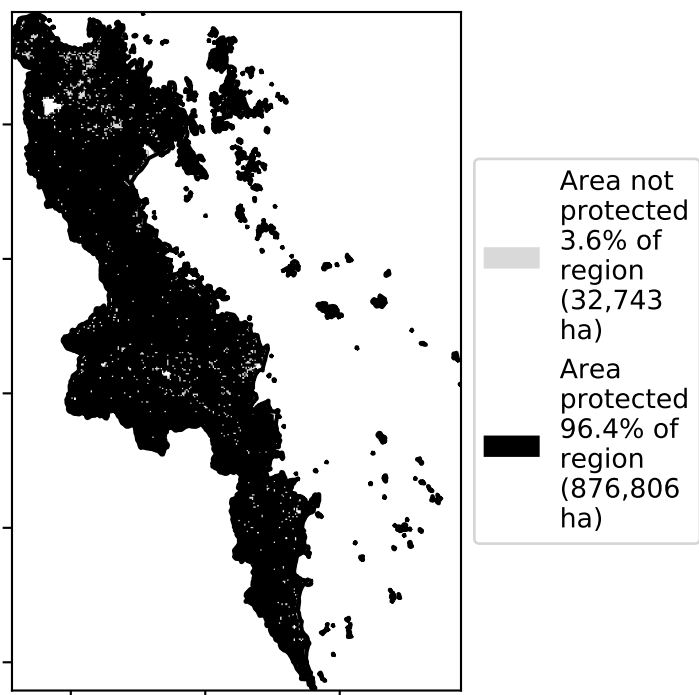 Area not
protected
3.6% of
region
(32,743
ha)
Area
protected
96.4% of
region
(876,806
ha)